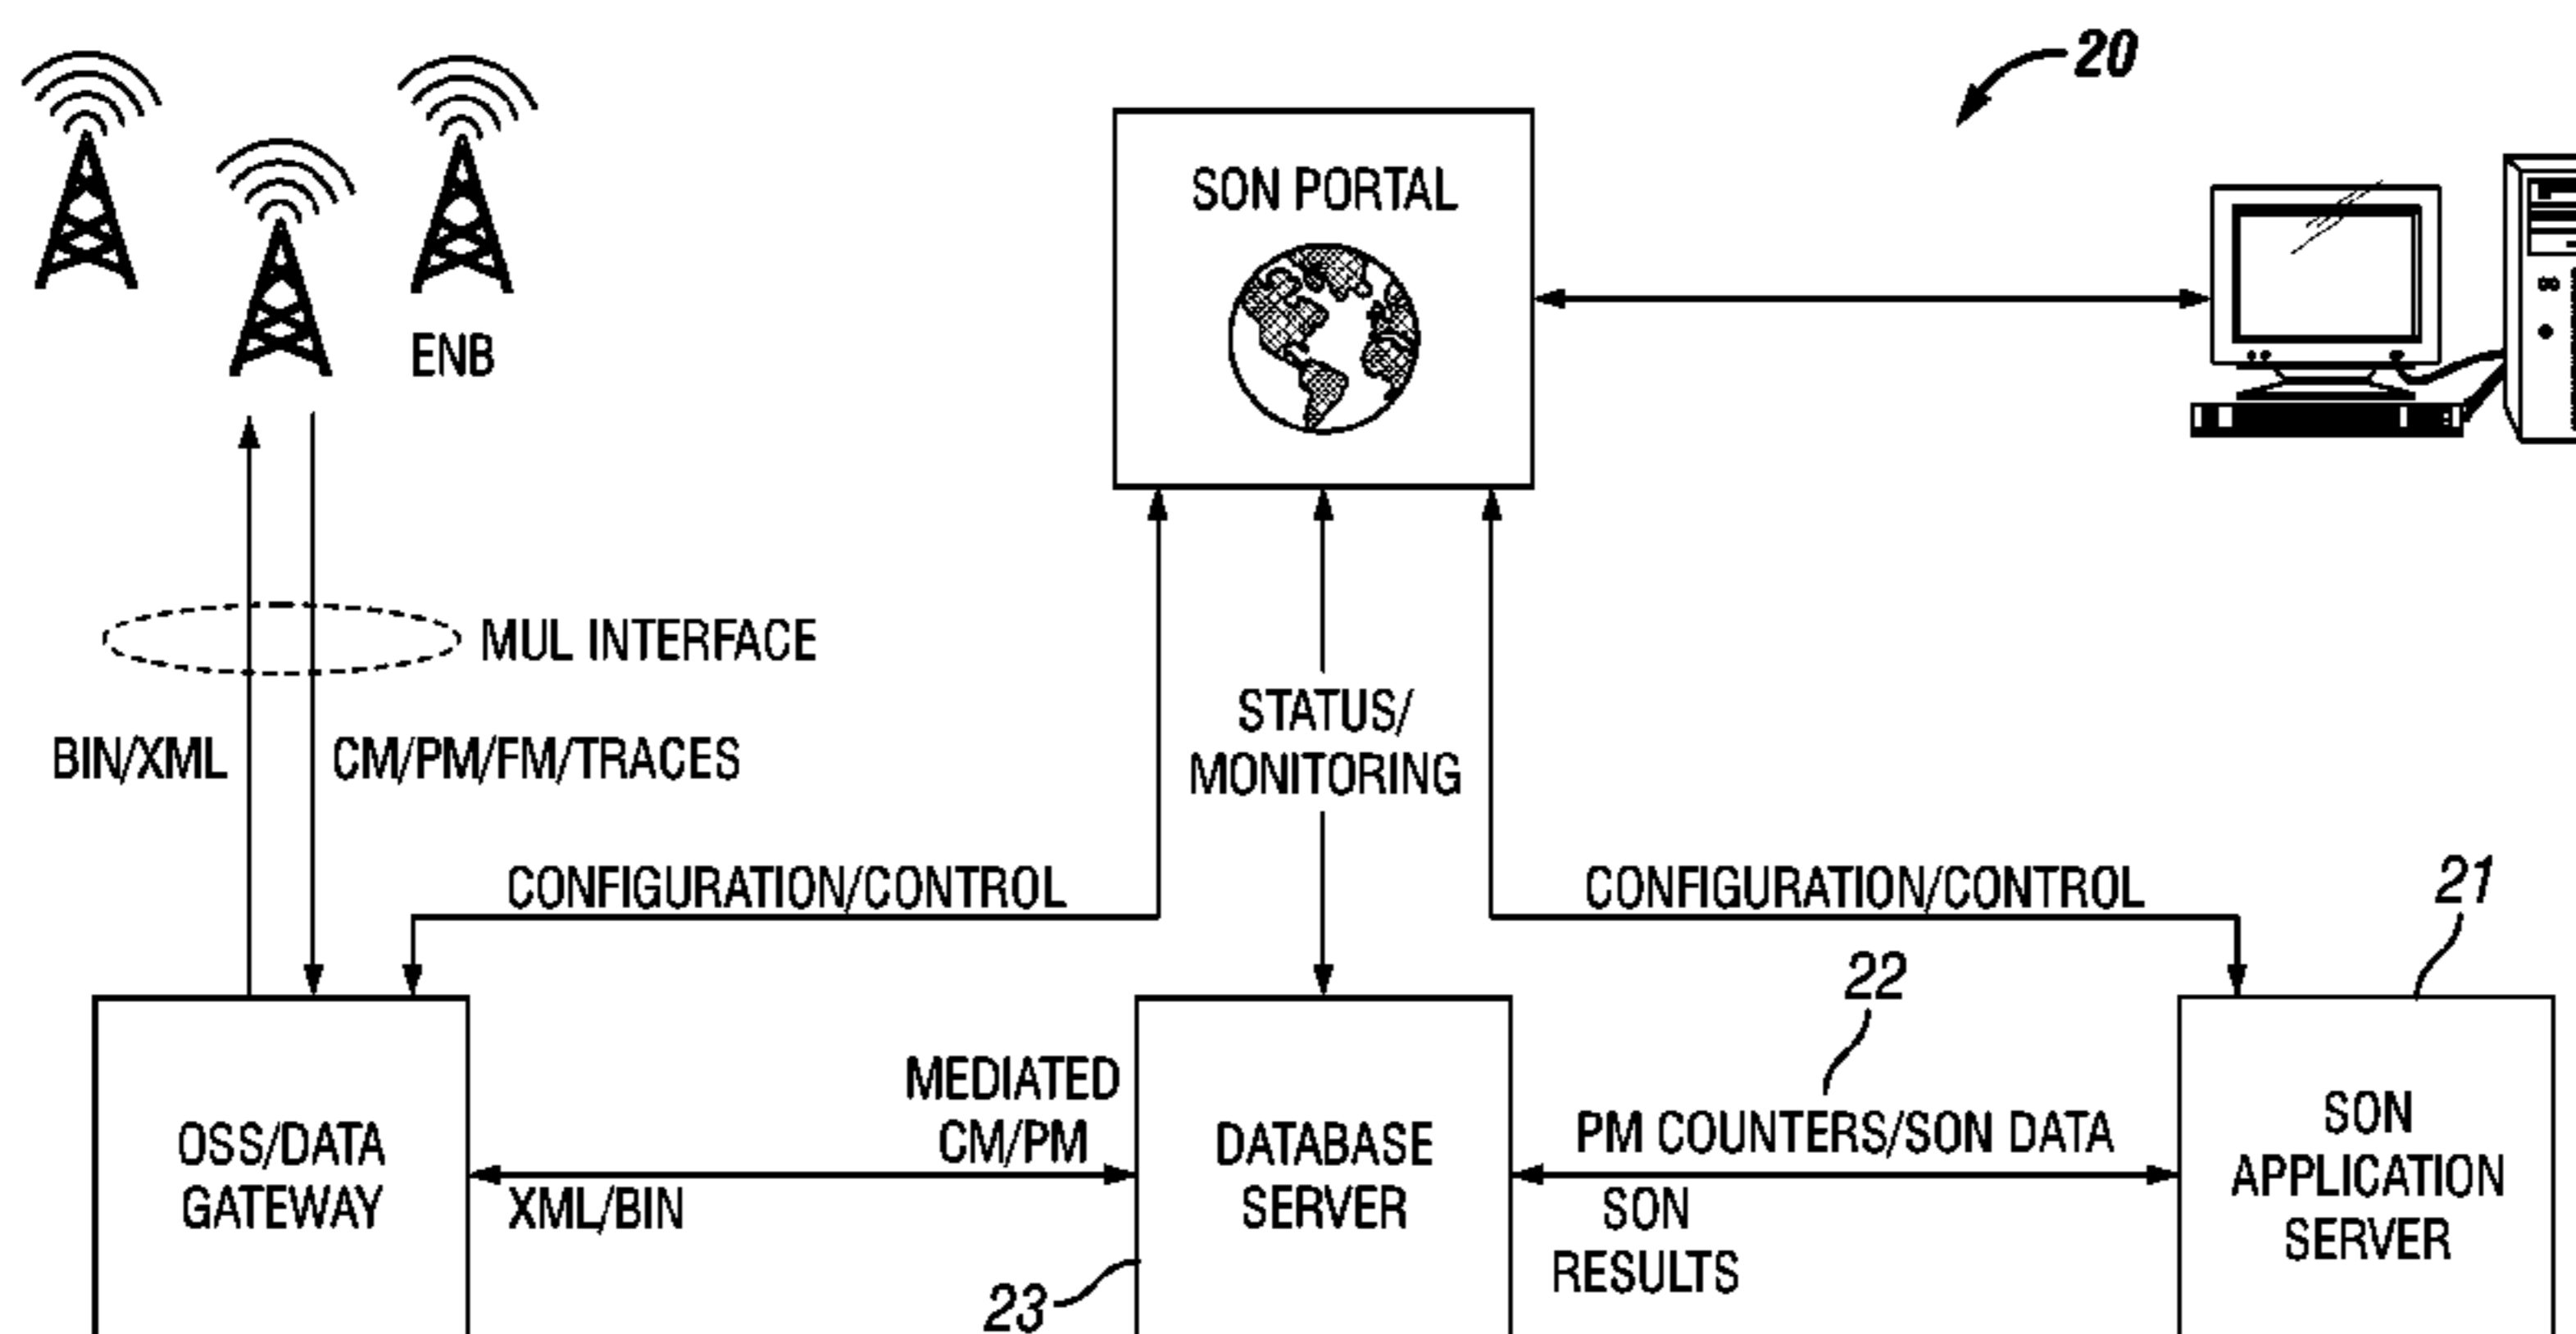 20
SON PORTAL
ENB
MUL INTERFACE
STATUS/
MONITORING
BIN/XML
CM/PM/FM/TRACES
CONFIGURATION/CONTROL
CONFIGURATION/CONTROL
21
22
MEDIATED
CM/PM
XML/BIN
OSS/DATA
GATEWAY
DATABASE
SERVER
PM COUNTERS/SON DATA
SON
RESULTS
SON
APPLICATION
SERVER
23